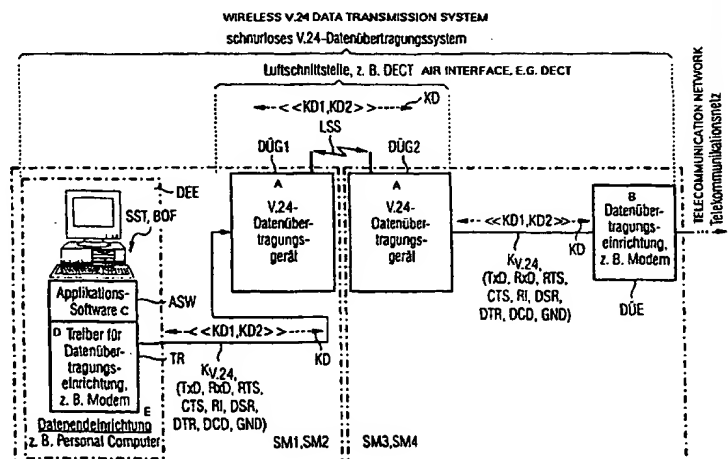 WIRELESS V.24 DATA TRANSMISSION SYSTEM
schnurloses V.24-Datenübertragungssystem
Luftschnittstelle, z. B. DECT AIR INTERFACE, E.G. DECT
<<KD1,KD2>>
KD
LSS
DÜG1
DÜG2
DEE
SST, BOF
A
V.24-
Datenübertra-
gungs-
gerät
A
V.24-
Datenübertra-
gungs-
gerät
<<KD1,KD2>>
KD
KV.24,
(TxD, RxD, RTS,
CTS, RI, DSR,
DTR, DCD, GND)
B
Datenüber-
tragungs-
einrichtung,
z. B. Modem
DÜE
TELECOMMUNICATION NETWORK
Telekommunikationsnetz
Applikations-
Software C
ASW
D Treiber für
Datenüber-
tragungs-
einrichtung,
z. B. Modem
E
TR
<<KD1,KD2>>
KD
KV.24,
(TxD, RxD, RTS,
CTS, RI, DSR,
DTR, DCD, GND)
Datenendeinrichtung
z. B. Personal Computer
SM1,SM2
SM3,SM4